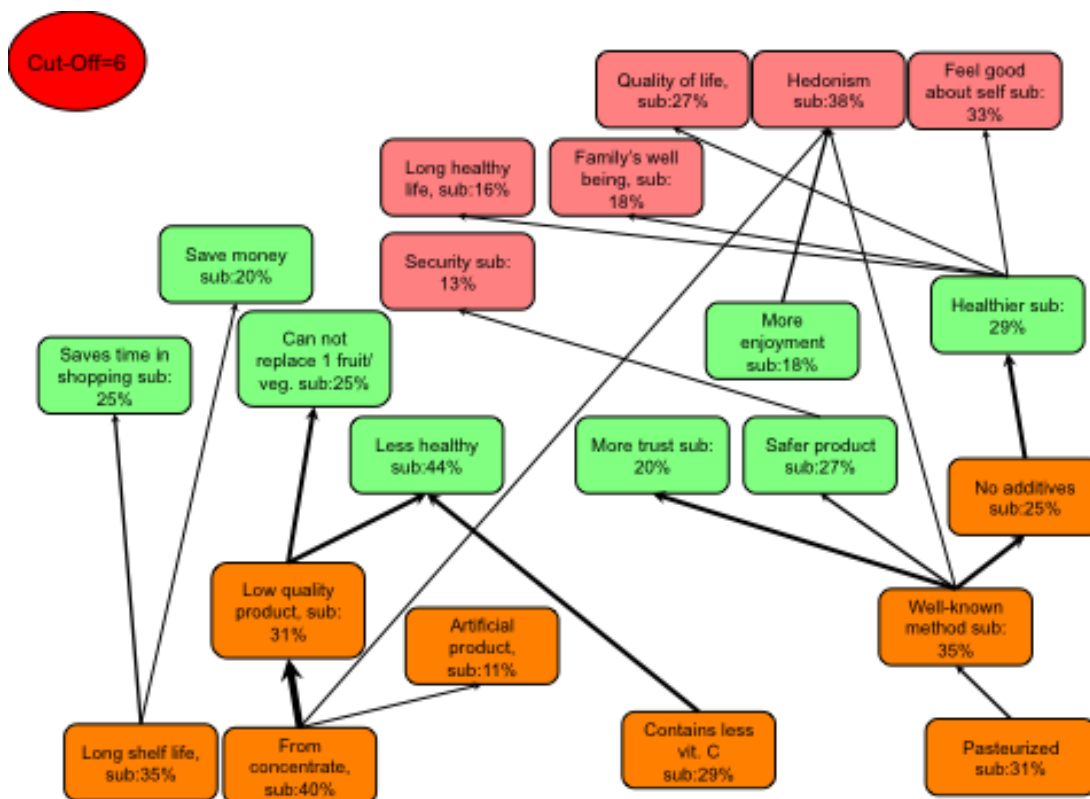 Cut-Off=6
Quality of life,
sub:27%
Hedonism
sub:38%
Feel good
about self sub:
33%
Long healthy
life, sub:16%
Family's well
being, sub:
18%
Save money
sub:20%
Security sub:
13%
Healthier sub:
29%
More
enjoyment
sub:18%
Can not
replace 1 fruit/
veg. sub:25%
Saves time in
shopping sub:
25%
Less healthy
sub:44%
More trust sub:
20%
Safer product
sub:27%
No additives
sub:25%
Low quality
product, sub:
31%
Artificial
product,
sub:11%
Well-known
method sub:
35%
Long shelf life,
sub:35%
From
concentrate,
sub:40%
Contains less
vit. C
sub:29%
Pasteurized
sub:31%